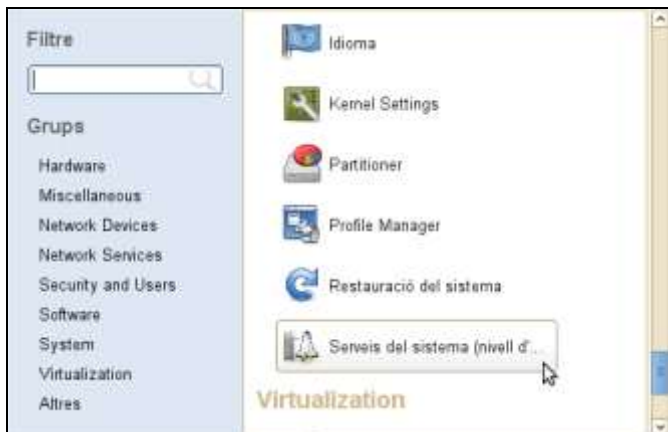 Filtre
Grups
Hardware
Miscellaneous
Network Devices
Network Services
Security and Users
Software
System
Virtualization
Altres
Idioma
Kernel Settings
Partitioner
Profile Manager
Restauració del sistema
Serveis del sistema (nivell d'...
Virtualization